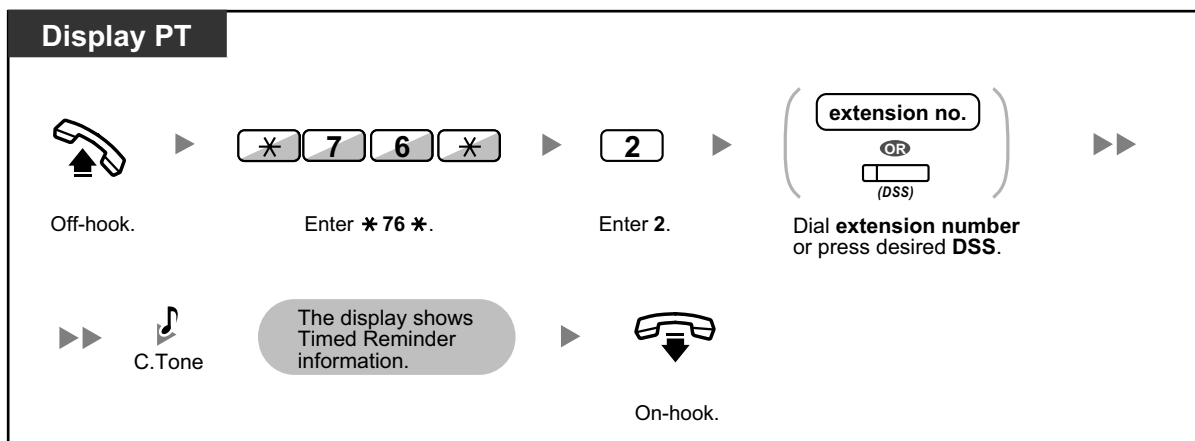 Display PT
extension no.
* 7 6 *
2
OR
(DSS)
Off-hook.
Enter * 76 *.
Enter 2.
Dial extension number
or press desired DSS.
The display shows
Timed Reminder
information.
C.Tone
On-hook.